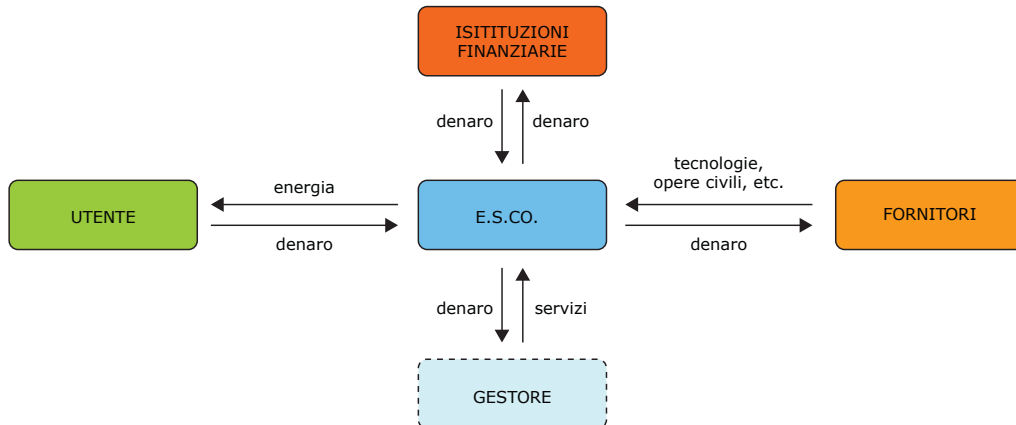 ISITITUZIONI
FINANZIARIE
denaro
denaro
tecnologie,
opere civili, etc.
energia
UTENTE
E.S.CO.
FORNITORI
denaro
denaro
denaro
servizi
GESTORE